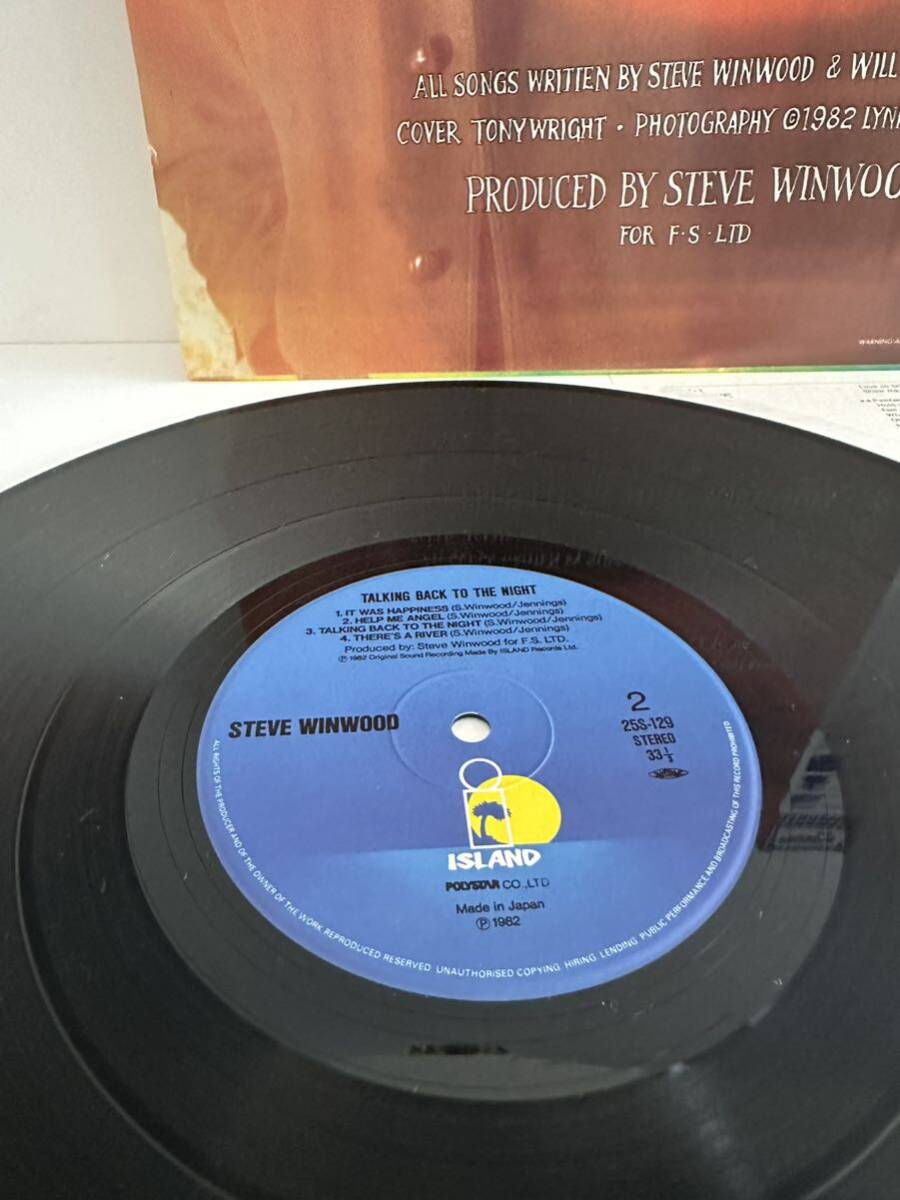 ALL SONGS WRITTEN BY STEVE WINWOOD & WILL
COVER TONY WRIGHT · PHOTOGRAPHY ©1982
PRODUCED BY STEVE
FOR F·S·LTD
TALKING BACK TO THE NIGHT
1. IT WAS HAPPINESS (S.Winwood/Jennings)
2. HELP ME ANGEL (S.Winwood/Jennings)
3. TALKING BACK TO THE NIGHT (S.Winwood/Jennings)
4. THERE'S A RIVER (S.Winwood/Jennings)
Produced by: Steve Winwood for F.S. LTD.
℗ 1982 Original Sound Recording Made By ISLAND Records Ltd.
STEVE WINWOOD
2
25S-129
STEREO
33⅓
ISLAND
POLYSTAR CO.,LTD
Made in Japan
℗ 1982
ALL RIGHTS OF THE PRODUCER AND OF THE OWNER OF THE WORK REPRODUCED RESERVED. UNAUTHORISED COPYING. HIRING. LENDING. PUBLIC PERFORMANCE AND BROADCASTING OF THIS RECORD PROHIBITED